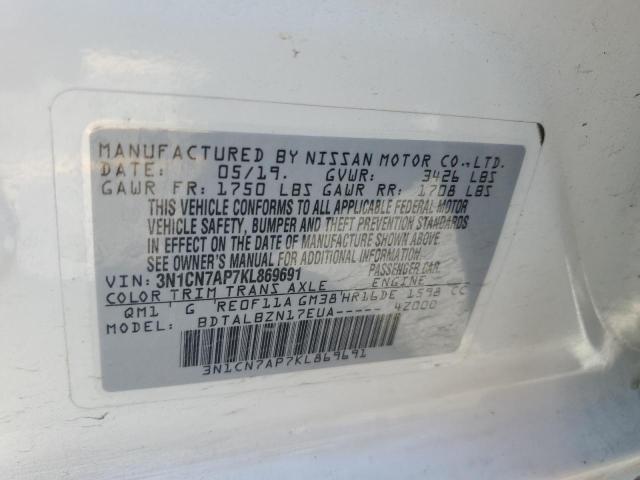 MANUFACTURED BY NISSAN MOTOR CO.,LTD.
DATE: 05/19. GVWR: 3426 LBS
GAWR FR: 1750 LBS GAWR RR: 1708 LBS
THIS VEHICLE CONFORMS TO ALL APPLICABLE FEDERAL MOTOR
VEHICLE SAFETY, BUMPER AND THEFT PREVENTION STANDARDS
IN EFFECT ON THE DATE OF MANUFACTURE SHOWN ABOVE.
SEE OWNER'S MANUAL FOR ADDITIONAL INFORMATION
VIN: 3N1CN7AP7KL869691 PASSENGER CAR
COLOR TRIM TRANS AXLE ENGINE
QM1 G RE0F11A GM38 HR16DE 1598 CC
MODEL: BDTALBZN17EUA----- 42000
3N1CN7AP7KL869691